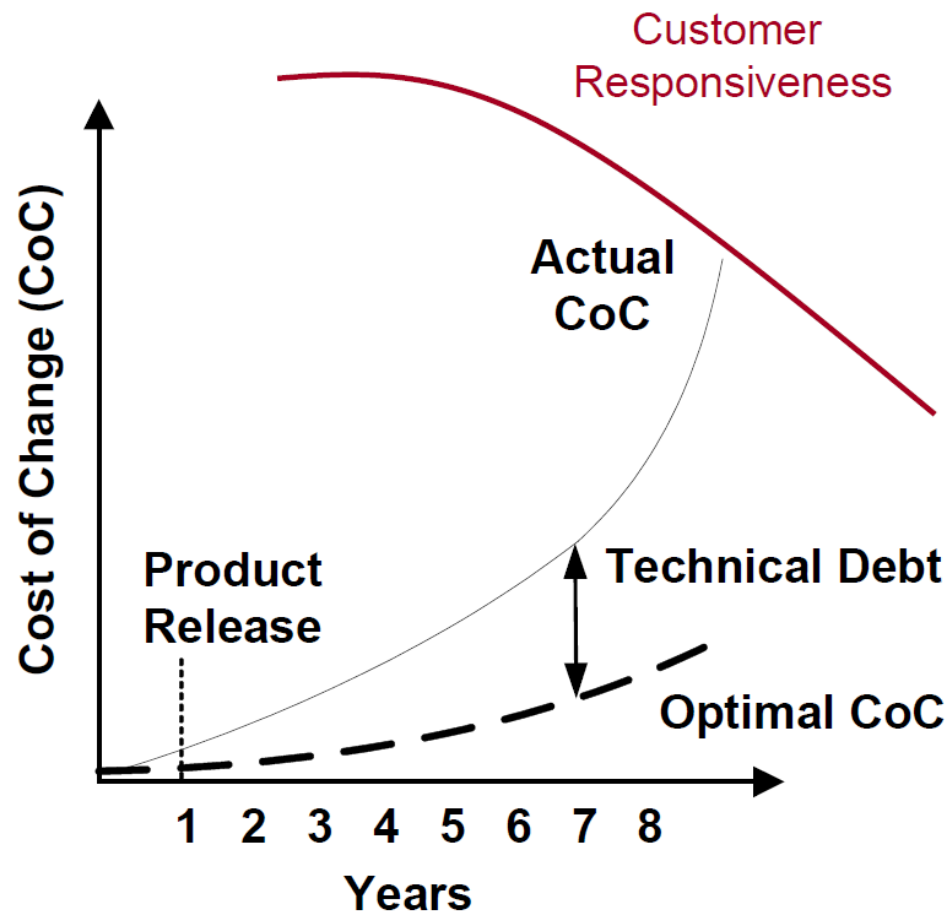 Customer
Responsiveness
Cost of Change (CoC)
Actual
CoC
Product
Release
Technical Debt
Optimal CoC
1 2 3 4 5 6 7 8
Years